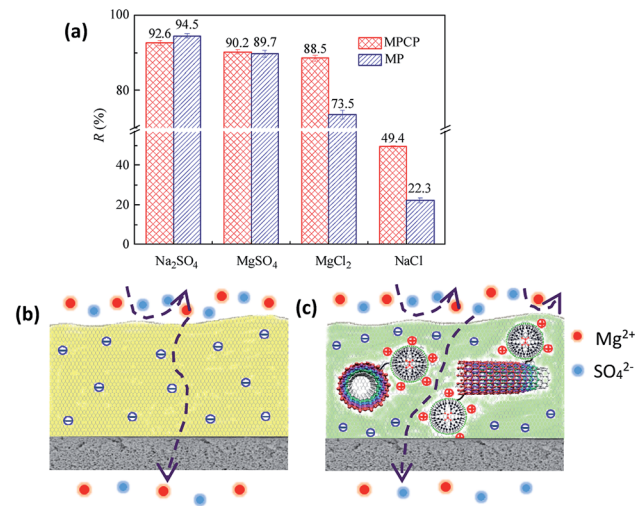 (a)
R (%)
100
80
60
40
20
0
92.6
94.5
90.2
89.7
88.5
73.5
49.4
22.3
MPCP
MP
Na₂SO₄
MgSO₄
MgCl₂
NaCl
(b)
(c)
Mg²⁺
SO₄²⁻